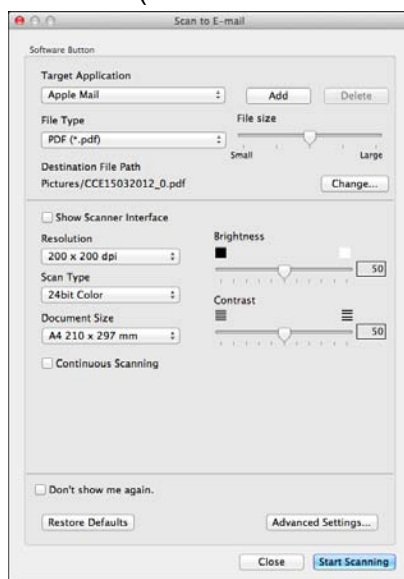 (
Scan to E-mail
Software Button
Target Application
Apple Mail Add Delete
File Type File size
PDF (*.pdf)
Small Large
Destination File Path
Pictures/CCE15032012_0.pdf Change...
Show Scanner Interface
Resolution Brightness
200 x 200 dpi
50
Scan Type
24bit Color Contrast
Document Size
A4 210 x 297 mm 50
Continuous Scanning
Don't show me again.
Restore Defaults Advanced Settings...
Close Start Scanning